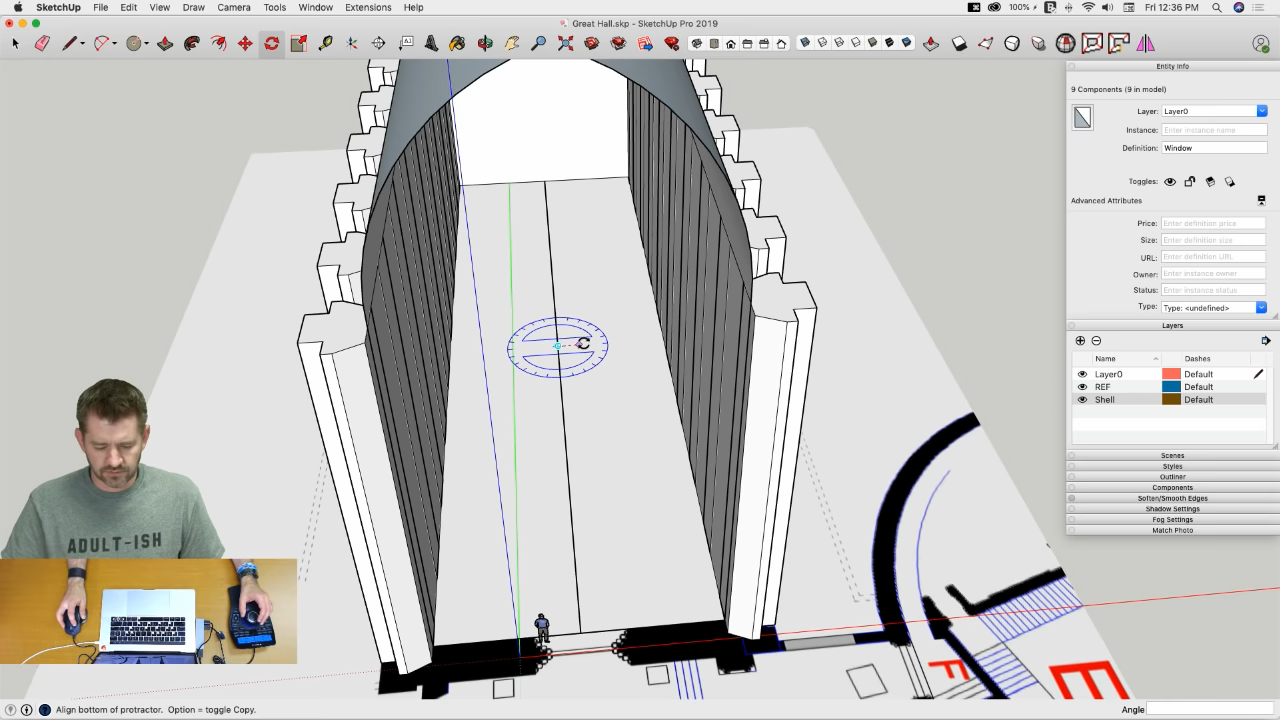 SketchUp File Edit View Draw Camera Tools Window Extensions Help 100% Fri 12:36 PM
Great Hall.skp - SketchUp Pro 2019
Entity Info
9 Components (9 in model)
Layer: Layer0
Instance: Enter instance name
Definition: Window
Toggles:
Advanced Attributes
Price: Enter definition price
Size: Enter definition size
URL: Enter definition URL
Owner: Enter instance owner
Status: Enter instance status
Type: Type: <undefined>
Layers
Name Dashes
Layer0 Default
REF Default
Shell Default
Scenes
Styles
Outliner
Components
Soften/Smooth Edges
Shadow Settings
Fog Settings
Match Photo
ADULT-ISH
F E
Align bottom of protractor. Option = toggle Copy.
Angle